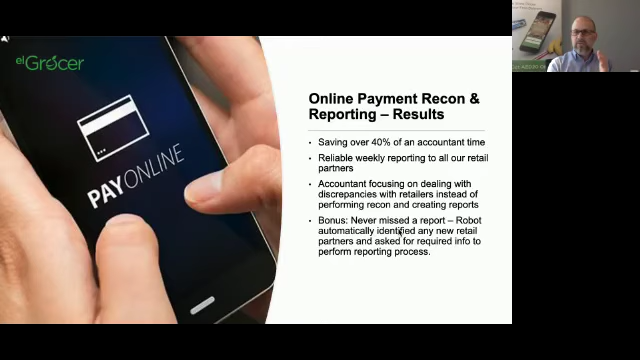 elGrocer
PAYONLINE
Online Payment Recon &
Reporting – Results
• Saving over 40% of an accountant time
• Reliable weekly reporting to all our retail
partners
• Accountant focusing on dealing with
discrepancies with retailers instead of
performing recon and creating reports
• Bonus: Never missed a report – Robot
automatically identified any new retail
partners and asked for required info to
perform reporting process.